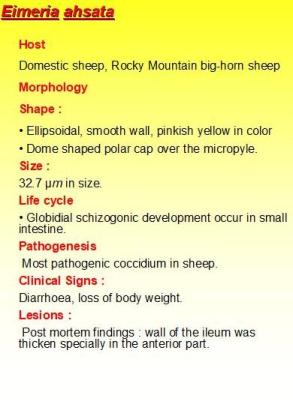 Eimeria ahsata
Host
Domestic sheep, Rocky Mountain big-horn sheep
Morphology
Shape :
• Ellipsoidal, smooth wall, pinkish yellow in color
• Dome shaped polar cap over the micropyle.
Size :
32.7 µm in size.
Life cycle
• Globidial schizogonic development occur in small
intestine.
Pathogenesis
Most pathogenic coccidium in sheep.
Clinical Signs :
Diarrhoea, loss of body weight.
Lesions :
Post mortem findings : wall of the ileum was
thicken specially in the anterior part.